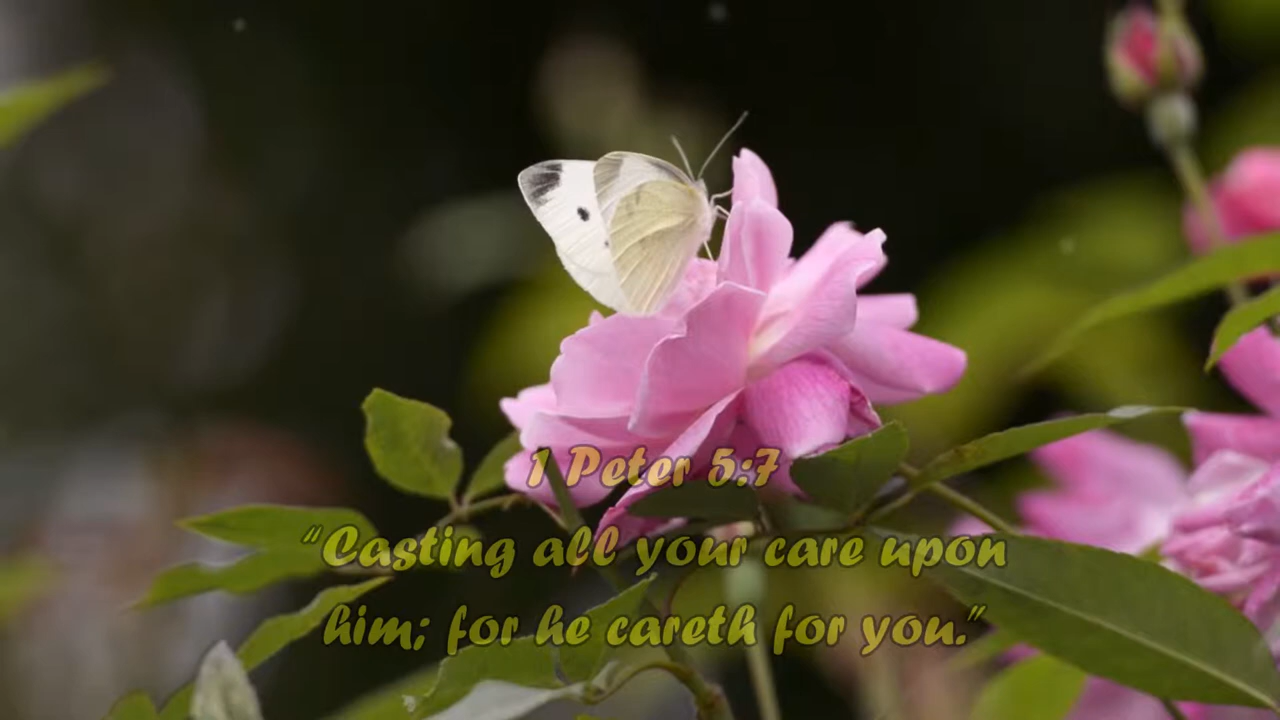 1 Peter 5:7
“Casting all your care upon
him; for he careth for you.”